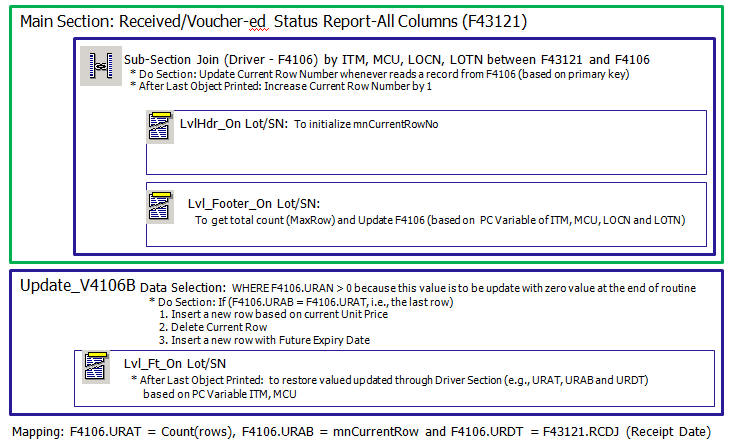 Main Section: Received/Voucher-ed Status Report-All Columns (F43121)
Sub-Section Join (Driver - F4106) by ITM, MCU, LOCN, LOTN between F43121 and F4106
* Do Section: Update Current Row Number whenever reads a record from F4106 (based on primary key)
* After Last Object Printed: Increase Current Row Number by 1
LvlHdr_On Lot/SN: To initialize mnCurrentRowNo
Lvl_Footer_On Lot/SN:
To get total count (MaxRow) and Update F4106 (based on PC Variable of ITM, MCU, LOCN and LOTN)
Update_V4106B Data Selection: WHERE F4106.URAN > 0 because this value is to be update with zero value at the end of routine
* Do Section: If (F4106.URAB = F4106.URAT, i.e., the last row)
1. Insert a new row based on current Unit Price
2. Delete Current Row
3. Insert a new row with Future Expiry Date
Lvl_Ft_On Lot/SN
* After Last Object Printed: to restore valued updated through Driver Section (e.g., URAT, URAB and URDT)
based on PC Variable ITM, MCU
Mapping: F4106.URAT = Count(rows), F4106.URAB = mnCurrentRow and F4106.URDT = F43121.RCDJ (Receipt Date)